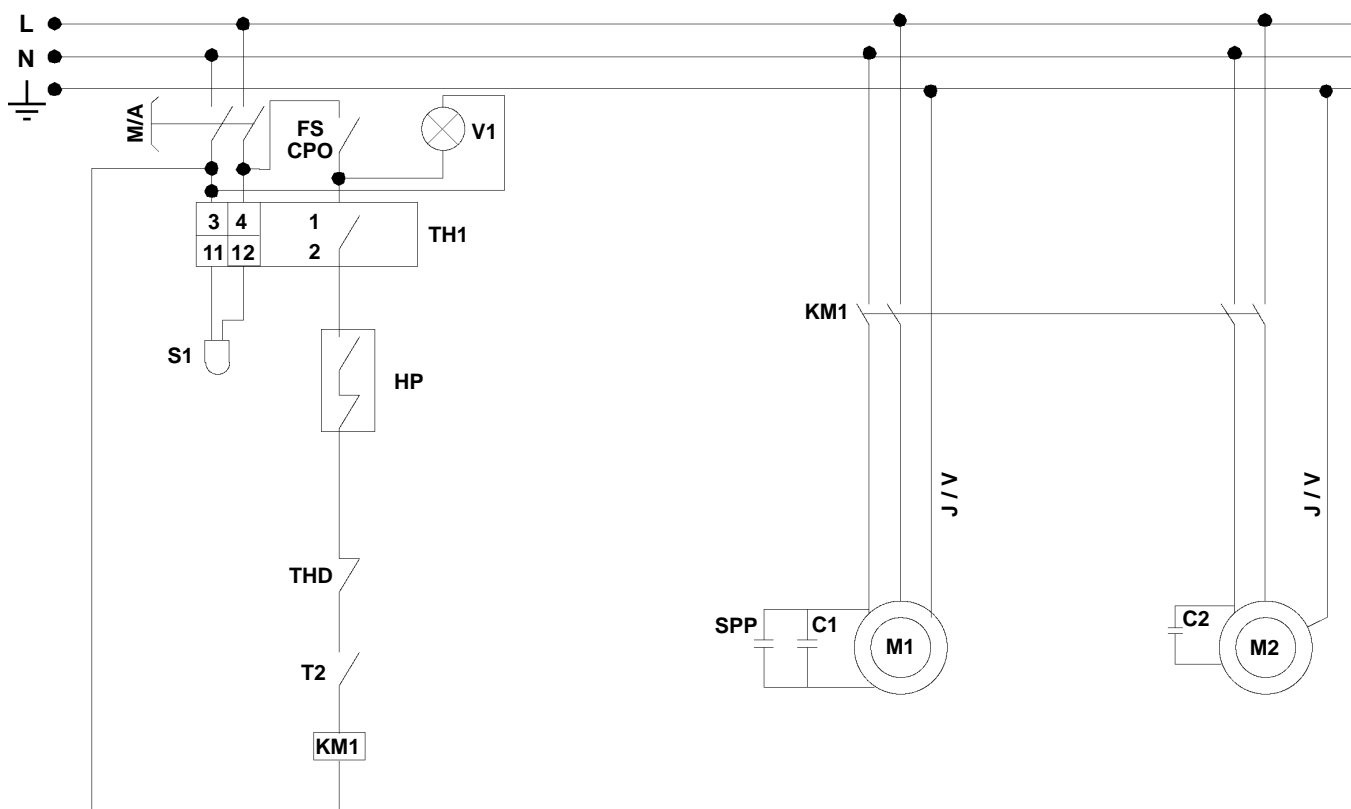 L
N
M/A
FS
CPO
V1
3 4 1
TH1
11 12 2
KM1
S1
HP
J / V
J / V
THD
SPP
C1
C2
M1
M2
T2
KM1